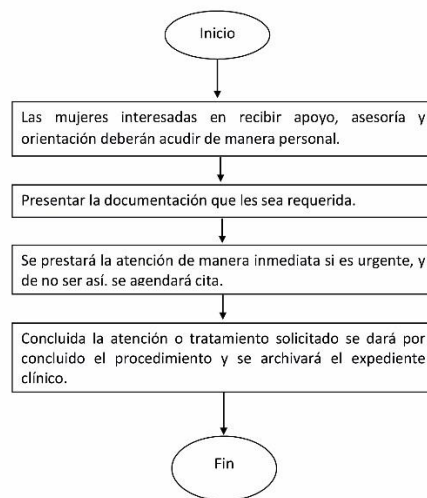 Inicio
Las mujeres interesadas en recibir apoyo, asesoría y
orientación deberán acudir de manera personal.
Presentar la documentación que les sea requerida.
Se prestará la atención de manera inmediata si es urgente, y
de no ser así, se agendará cita.
Concluida la atención o tratamiento solicitado se dará por
concluido el procedimiento y se archivará el expediente
clínico.
Fin